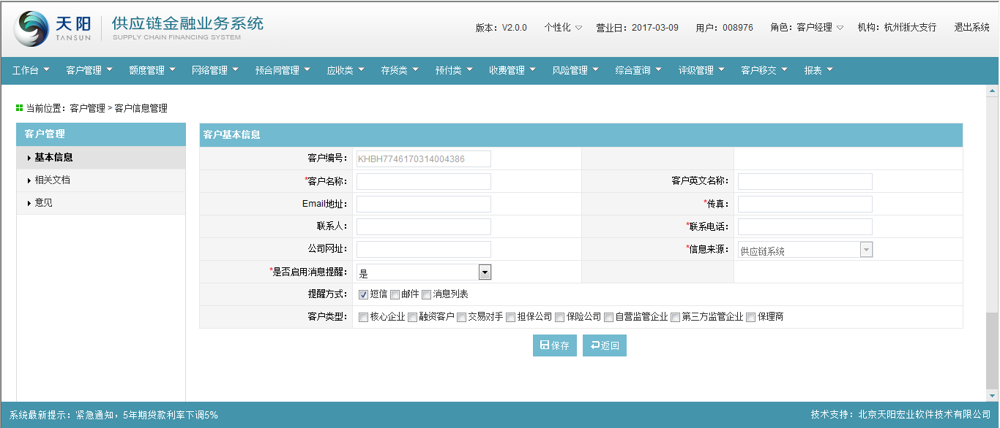 天阳 TANSUN 供应链金融业务系统 SUPPLY CHAIN FINANCING SYSTEM
版本：V2.0.0 个性化 营业日：2017-03-09 用户：008976 角色：客户经理 机构：杭州浙大支行 退出系统
工作台 客户管理 额度管理 网络管理 预合同管理 应收类 存货类 预付类 收费管理 风险管理 综合查询 评级管理 客户移交 报表
当前位置：客户管理 > 客户信息管理
客户管理
基本信息
相关文档
意见
客户基本信息
客户编号：KHBH7746170314004386
*客户名称： 客户英文名称：
Email地址： *传真：
联系人： *联系电话：
公司网址： *信息来源：供应链系统
*是否启用消息提醒：是
提醒方式：短信 邮件 消息列表
客户类型：核心企业 融资客户 交易对手 担保公司 保险公司 自营监管企业 第三方监管企业 保理商
保存 返回
系统最新提示：紧急通知，5年期贷款利率下调5% 技术支持：北京天阳宏业软件技术有限公司